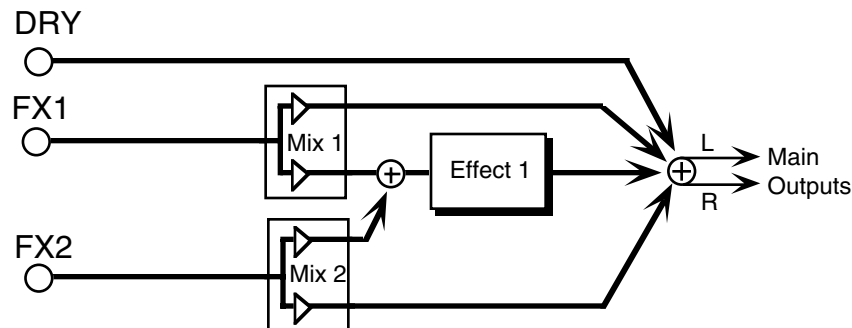 DRY
FX1
Mix 1
Effect 1
L
Main
Outputs
R
FX2
Mix 2